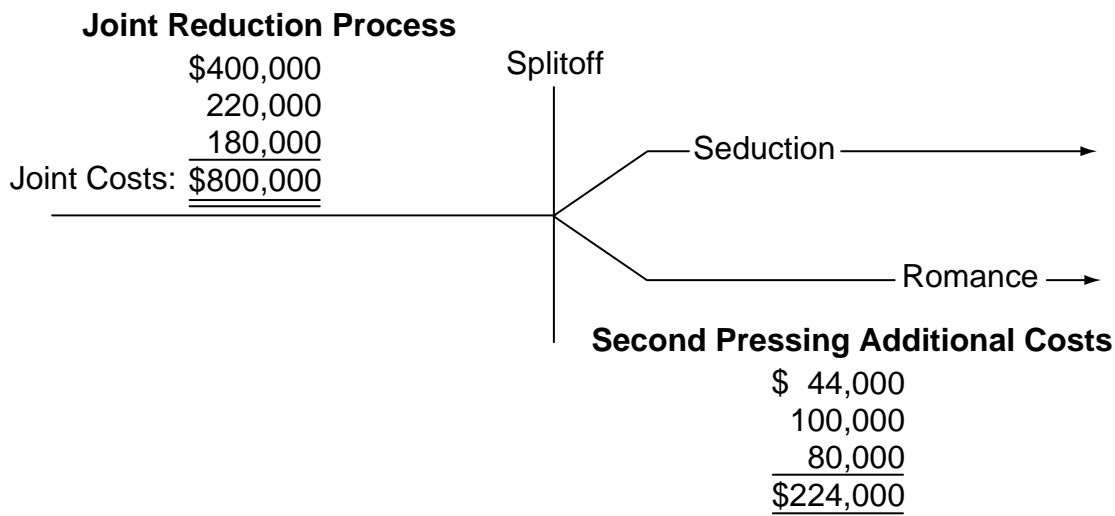 Joint Reduction Process
$400,000
Splitoff
220,000
180,000
Seduction
Joint Costs: $800,000
Romance
Second Pressing Additional Costs
$ 44,000
100,000
80,000
$224,000